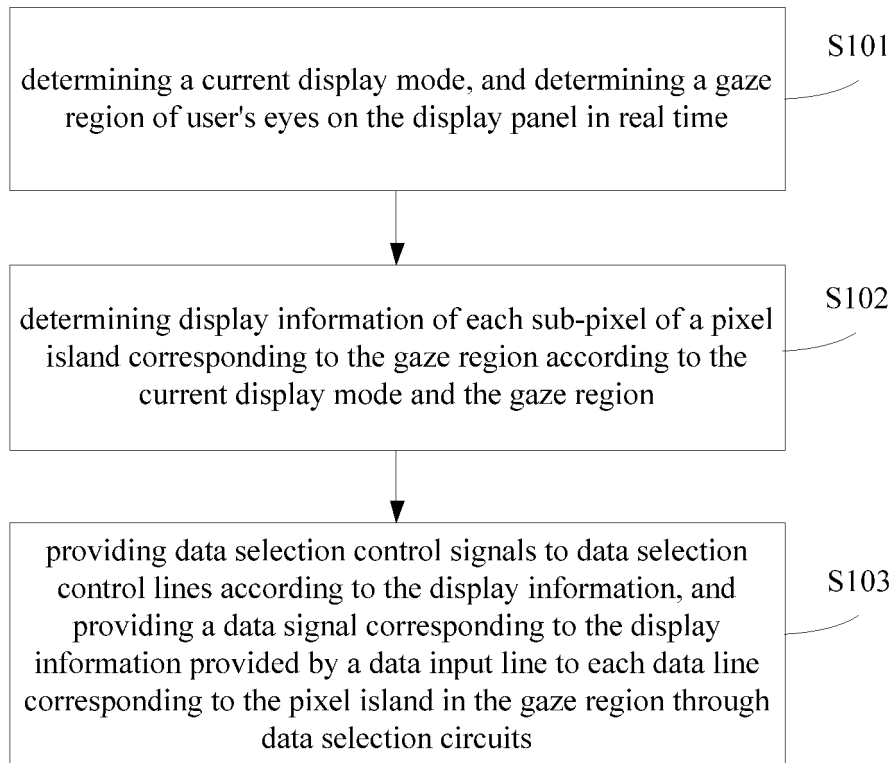 S101
determining a current display mode, and determining a gaze
region of user's eyes on the display panel in real time
S102
determining display information of each sub-pixel of a pixel
island corresponding to the gaze region according to the
current display mode and the gaze region
S103
providing data selection control signals to data selection
control lines according to the display information, and
providing a data signal corresponding to the display
information provided by a data input line to each data line
corresponding to the pixel island in the gaze region through
data selection circuits